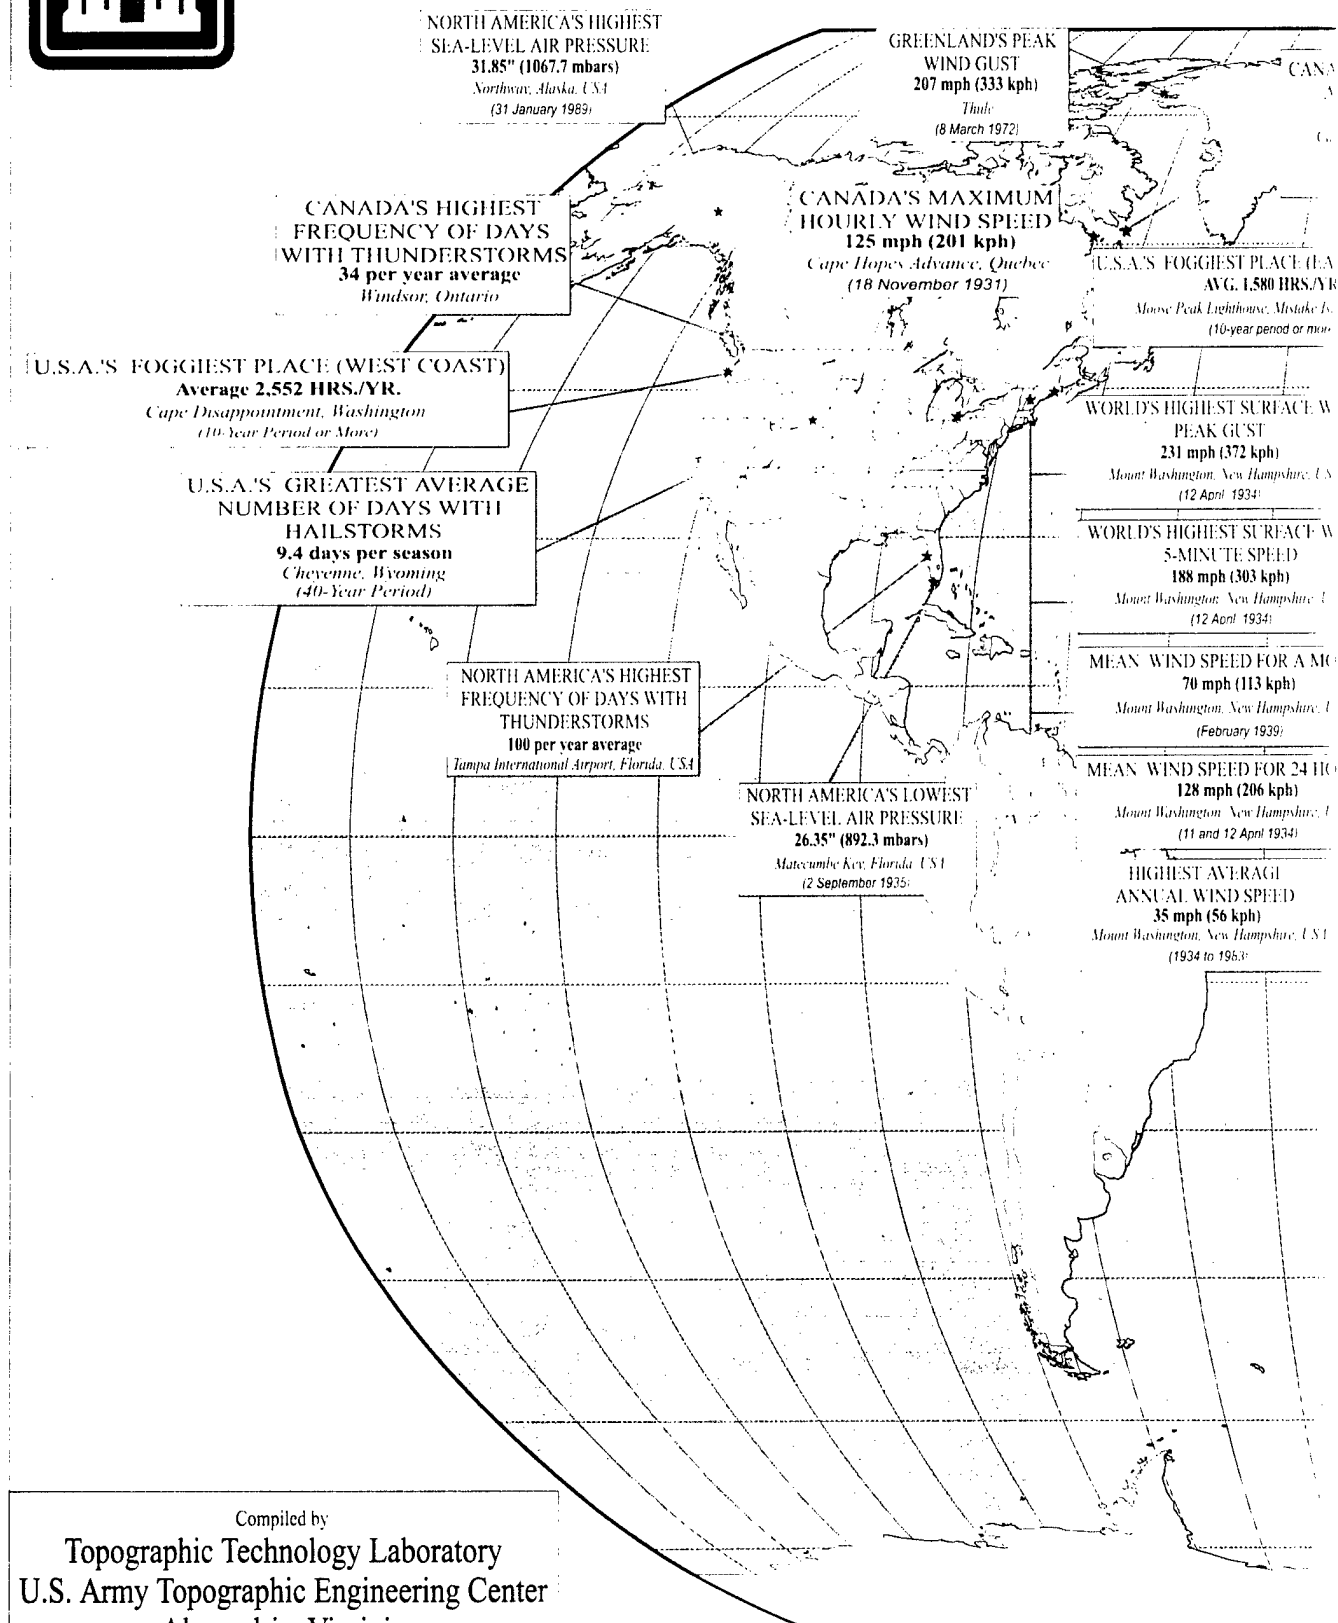 NORTH AMERICA'S HIGHEST
SEA-LEVEL AIR PRESSURE
31.85" (1067.7 mbars)
Northway, Alaska, USA
(31 January 1989)
GREENLAND'S PEAK
WIND GUST
207 mph (333 kph)
Thule
(8 March 1972)
CANA
CANADA'S HIGHEST
FREQUENCY OF DAYS
WITH THUNDERSTORMS
34 per year average
Windsor, Ontario
CANADA'S MAXIMUM
HOURLY WIND SPEED
125 mph (201 kph)
Cape Hopes Advance, Quebec
(18 November 1931)
U.S.A.'S FOGGIEST PLACE (EA
AVG. 1,580 HRS./YR
Moose Peak Lighthouse, Mistake Is.
(10-year period or more
U.S.A.'S FOGGIEST PLACE (WEST COAST)
Average 2,552 HRS./YR.
Cape Disappointment, Washington
(10-Year Period or More)
WORLD'S HIGHEST SURFACE W
PEAK GUST
231 mph (372 kph)
Mount Washington, New Hampshire, US
(12 April 1934)
U.S.A.'S GREATEST AVERAGE
NUMBER OF DAYS WITH
HAILSTORMS
9.4 days per season
Cheyenne, Wyoming
(40-Year Period)
WORLD'S HIGHEST SURFACE W
5-MINUTE SPEED
188 mph (303 kph)
Mount Washington, New Hampshire,
(12 April 1934)
MEAN WIND SPEED FOR A MO
70 mph (113 kph)
Mount Washington, New Hampshire,
(February 1939)
NORTH AMERICA'S HIGHEST
FREQUENCY OF DAYS WITH
THUNDERSTORMS
100 per year average
Tampa International Airport, Florida, USA
MEAN WIND SPEED FOR 24 HO
128 mph (206 kph)
Mount Washington, New Hampshire,
(11 and 12 April 1934)
NORTH AMERICA'S LOWEST
SEA-LEVEL AIR PRESSURE
26.35" (892.3 mbars)
Matecumbe Key, Florida, USA
(2 September 1935)
HIGHEST AVERAGE
ANNUAL WIND SPEED
35 mph (56 kph)
Mount Washington, New Hampshire, USA
(1934 to 1983)
Compiled by
Topographic Technology Laboratory
U.S. Army Topographic Engineering Center